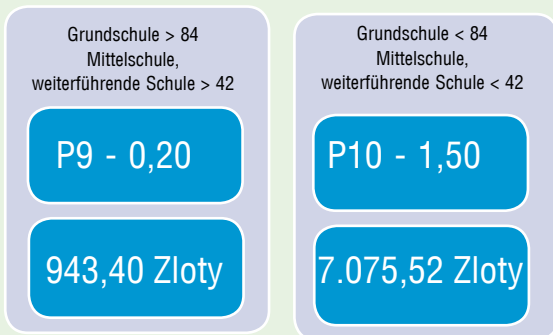 Grundschule > 84
Mittelschule,
weiterführende Schule > 42
P9 - 0,20
943,40 Zloty
Grundschule < 84
Mittelschule,
weiterführende Schule < 42
P10 - 1,50
7.075,52 Zloty